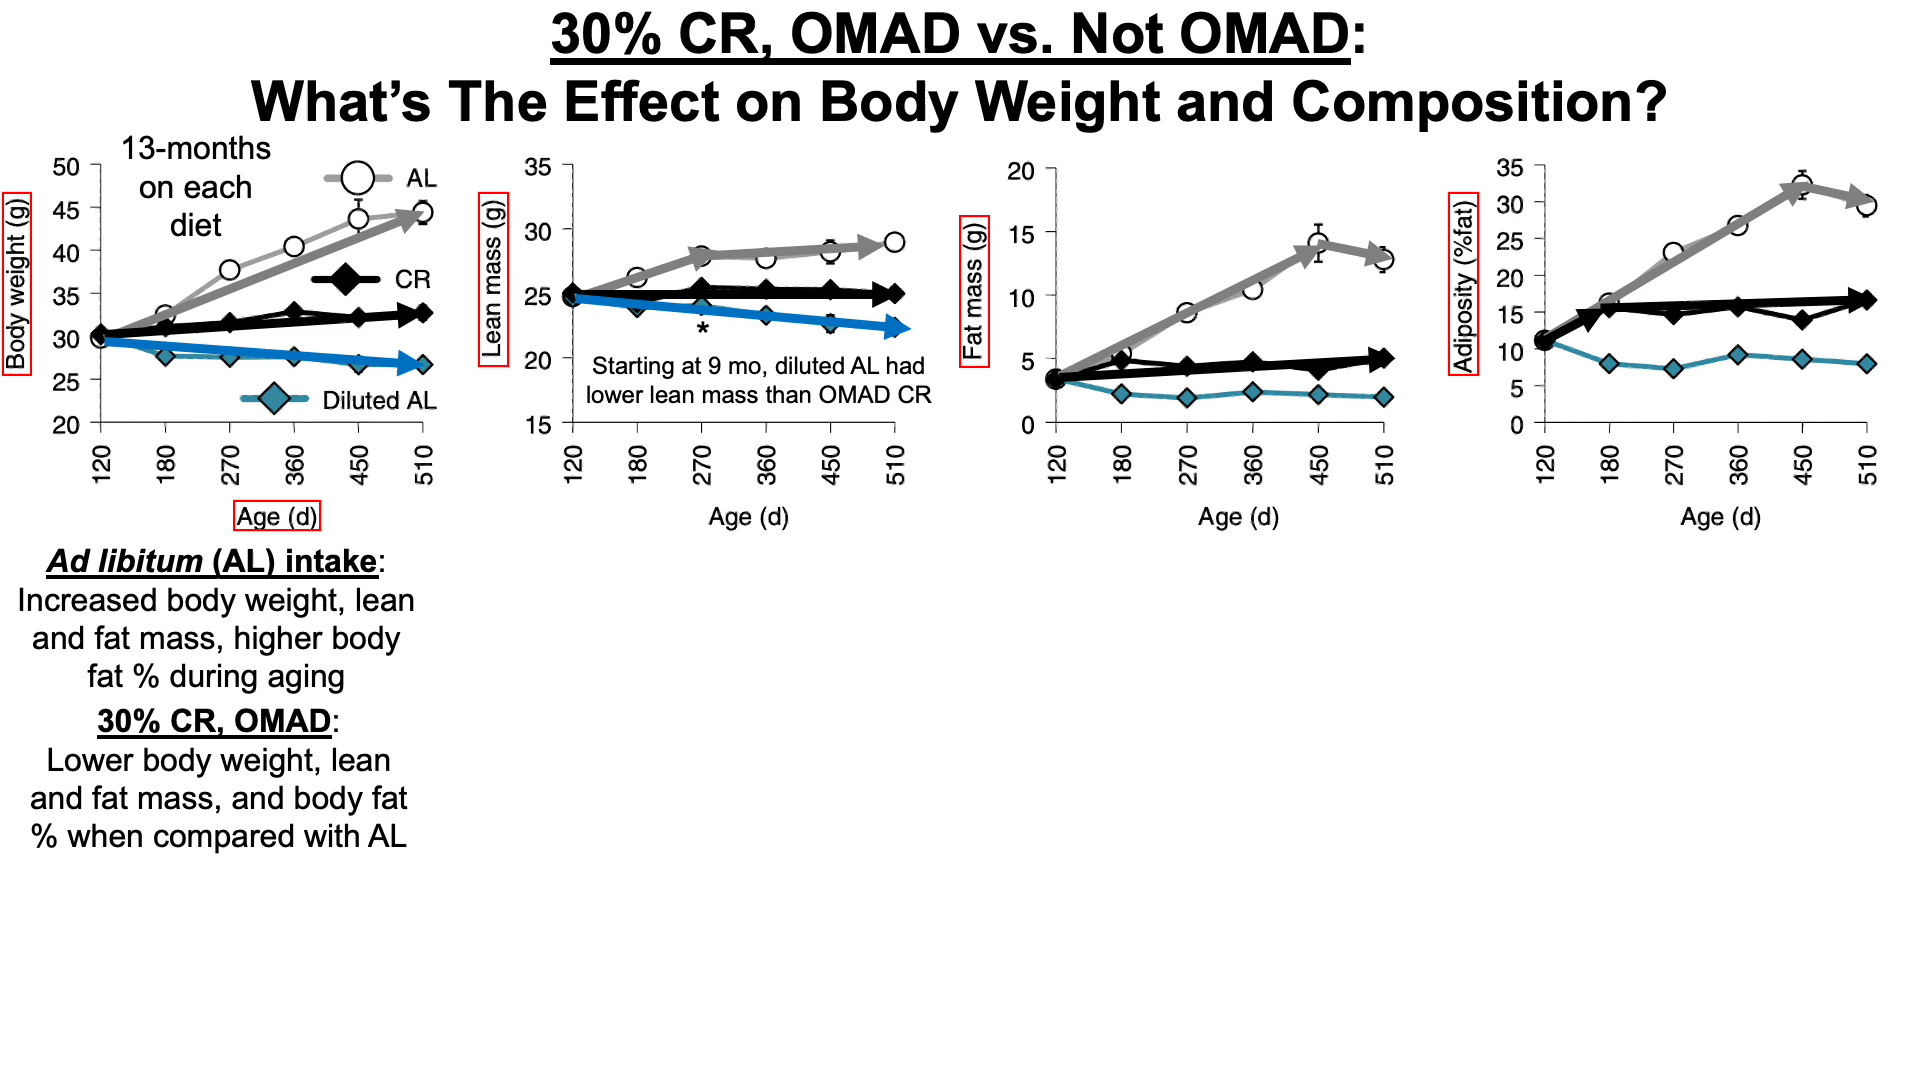 30% CR, OMAD vs. Not OMAD:
What's The Effect on Body Weight and Composition?
13-months
on each
diet
Body weight (g)
50
45
40
35
30
25
20
AL
CR
Diluted AL
120
180
270
360
450
510
Age (d)
Lean mass (g)
35
30
25
20
15
*
Starting at 9 mo, diluted AL had
lower lean mass than OMAD CR
120
180
270
360
450
510
Age (d)
Fat mass (g)
20
15
10
5
0
120
180
270
360
450
510
Age (d)
Adiposity (%fat)
35
30
25
20
15
10
5
0
120
180
270
360
450
510
Age (d)
Ad libitum (AL) intake:
Increased body weight, lean
and fat mass, higher body
fat % during aging
30% CR, OMAD:
Lower body weight, lean
and fat mass, and body fat
% when compared with AL